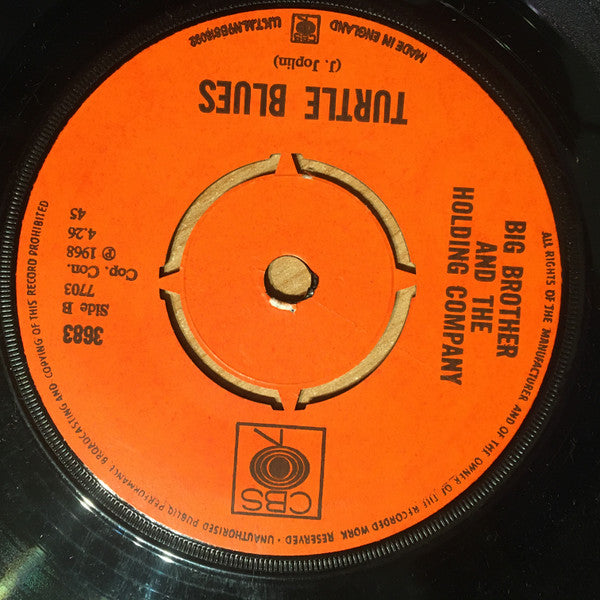 CBS
3683
Side B
7703
Cop. Con.
℗ 1968
4.26
45
BIG BROTHER
AND THE
HOLDING COMPANY
TURTLE BLUES
(J. Joplin)
ALL RIGHTS OF THE MANUFACTURER AND OF THE OWNER OF THE RECORDED WORK RESERVED · UNAUTHORISED PUBLIC PERFORMANCE BROADCASTING AND COPYING OF THIS RECORD PROHIBITED
CBS
MADE IN ENGLAND